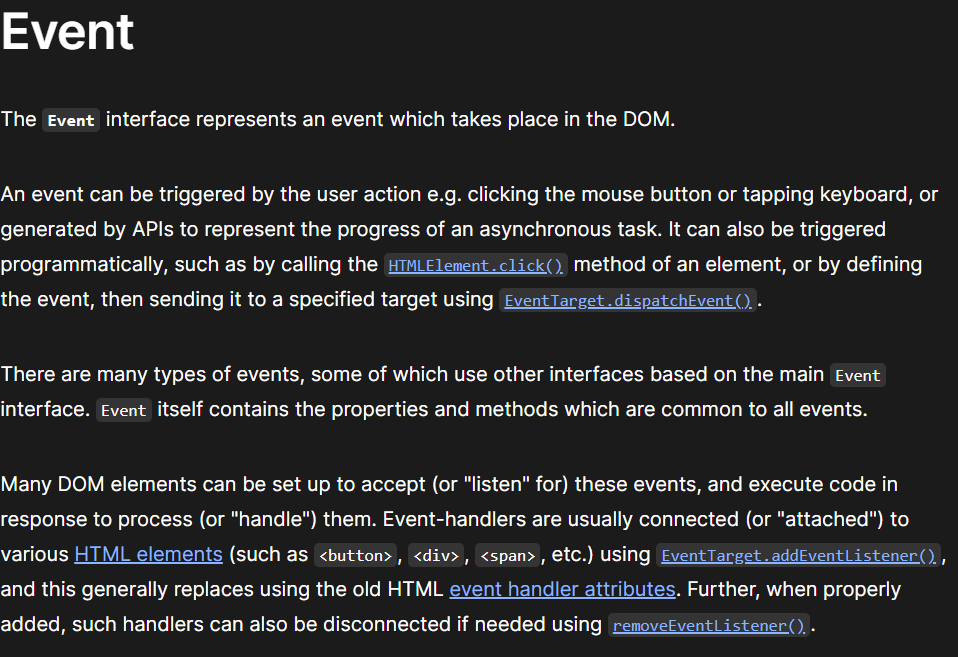 Event
The Event interface represents an event which takes place in the DOM.
An event can be triggered by the user action e.g. clicking the mouse button or tapping keyboard, or
generated by APIs to represent the progress of an asynchronous task. It can also be triggered
programmatically, such as by calling the HTMLElement.click() method of an element, or by defining
the event, then sending it to a specified target using EventTarget.dispatchEvent().
There are many types of events, some of which use other interfaces based on the main Event
interface. Event itself contains the properties and methods which are common to all events.
Many DOM elements can be set up to accept (or "listen" for) these events, and execute code in
response to process (or "handle") them. Event-handlers are usually connected (or "attached") to
various HTML elements (such as <button>, <div>, <span>, etc.) using EventTarget.addEventListener(),
and this generally replaces using the old HTML event handler attributes. Further, when properly
added, such handlers can also be disconnected if needed using removeEventListener().